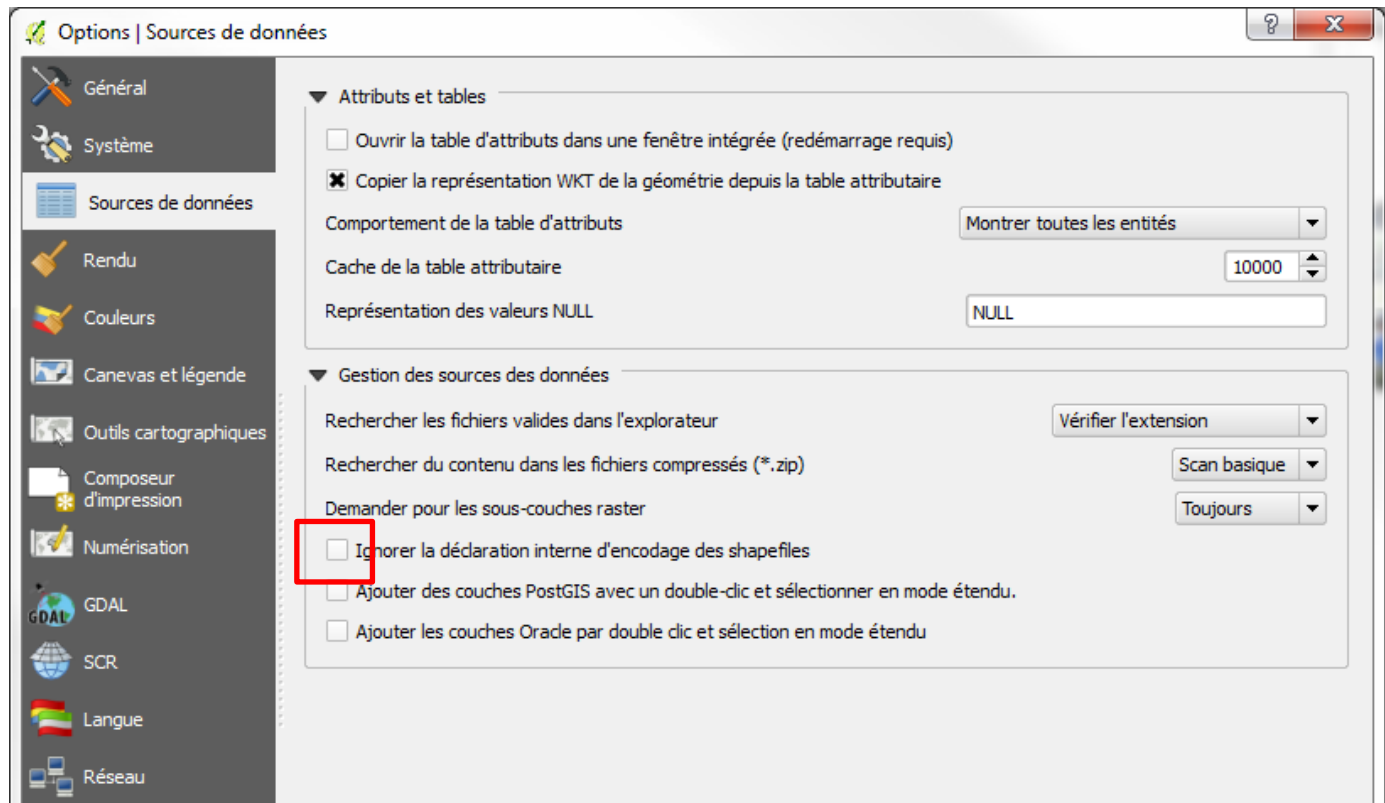 Options | Sources de données
?
X
Général
Système
Sources de données
Rendu
Couleurs
Canevas et légende
Outils cartographiques
Composeur
d'impression
Numérisation
GDAL
GDAL
SCR
Langue
Réseau
Attributs et tables
Ouvrir la table d'attributs dans une fenêtre intégrée (redémarrage requis)
Copier la représentation WKT de la géométrie depuis la table attributaire
Comportement de la table d'attributs Montrer toutes les entités
Cache de la table attributaire 10000
Représentation des valeurs NULL NULL
Gestion des sources des données
Rechercher les fichiers valides dans l'explorateur Vérifier l'extension
Rechercher du contenu dans les fichiers compressés (*.zip) Scan basique
Demander pour les sous-couches raster Toujours
Ignorer la déclaration interne d'encodage des shapefiles
Ajouter des couches PostGIS avec un double-clic et sélectionner en mode étendu.
Ajouter les couches Oracle par double clic et sélection en mode étendu